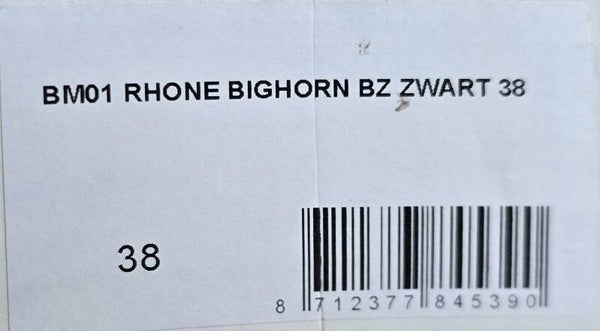 BM01 RHONE BIGHORN BZ ZWART 38
38
8 712377 845390